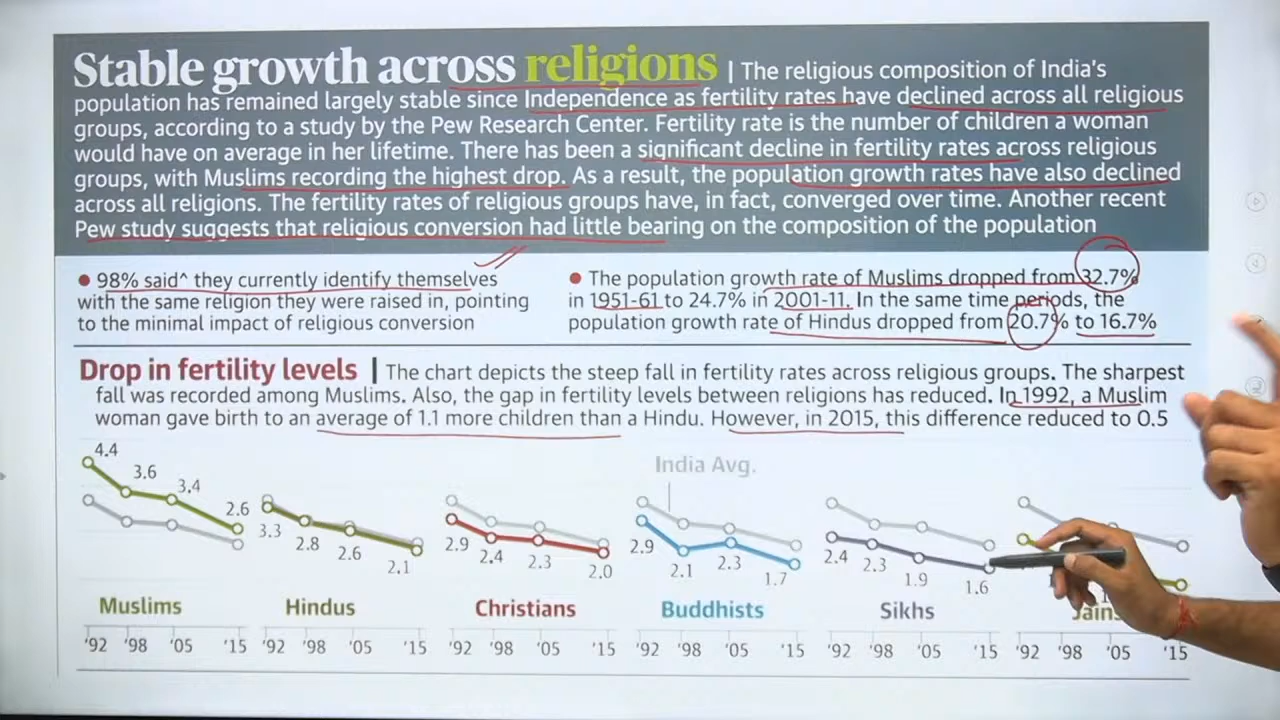 Stable growth across religions | The religious composition of India's
population has remained largely stable since Independence as fertility rates have declined across all religious
groups, according to a study by the Pew Research Center. Fertility rate is the number of children a woman
would have on average in her lifetime. There has been a significant decline in fertility rates across religious
groups, with Muslims recording the highest drop. As a result, the population growth rates have also declined
across all religions. The fertility rates of religious groups have, in fact, converged over time. Another recent
Pew study suggests that religious conversion had little bearing on the composition of the population
● 98% said^ they currently identify themselves
with the same religion they were raised in, pointing
to the minimal impact of religious conversion
● The population growth rate of Muslims dropped from 32.7%
in 1951-61 to 24.7% in 2001-11. In the same time periods, the
population growth rate of Hindus dropped from 20.7% to 16.7%
Drop in fertility levels | The chart depicts the steep fall in fertility rates across religious groups. The sharpest
fall was recorded among Muslims. Also, the gap in fertility levels between religions has reduced. In 1992, a Muslim
woman gave birth to an average of 1.1 more children than a Hindu. However, in 2015, this difference reduced to 0.5
4.4 3.6 3.4 2.6
Muslims
'92 '98 '05 '15
3.3 2.8 2.6 2.1
Hindus
'92 '98 '05 '15
2.9 2.4 2.3 2.0
Christians
'92 '98 '05 '15
India Avg.
2.9 2.1 2.3 1.7
Buddhists
'92 '98 '05 '15
2.4 2.3 1.9 1.6
Sikhs
'92 '98 '05 '15
Jains
'92 '98 '05 '15